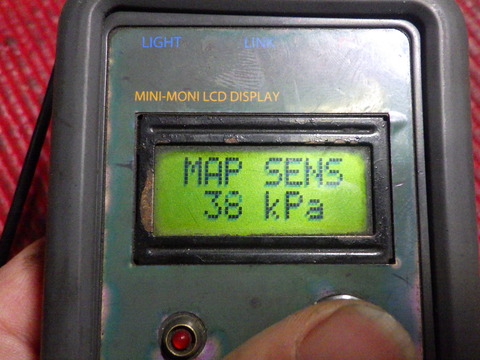 LIGHT LINK
MINI-MONI LCD DISPLAY
MAP SENS
38 kPa